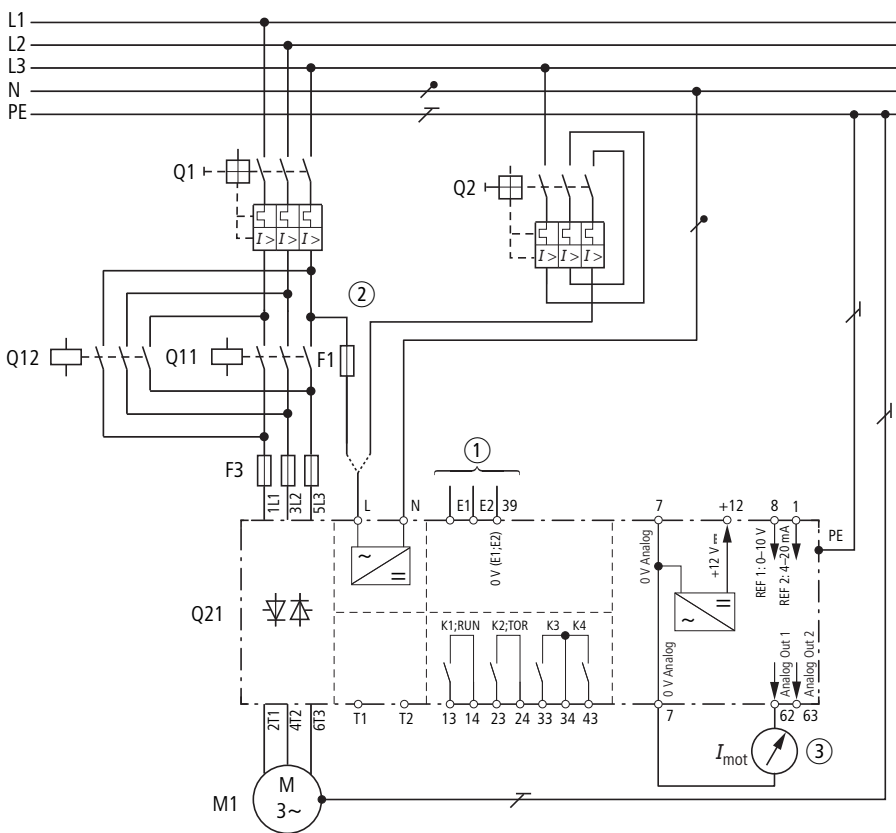 L1
L2
L3
N
PE
Q1
I> I> I>
Q2
I> I> I>
②
Q12
Q11
F1
①
F3
1L1
3L2
5L3
L
N
E1
E2
39
7
+12
8
1
PE
0 V (E1;E2)
0 V Analog
+12 V
REF 1: 0–10 V
REF 2: 4–20 mA
~
=
=
~
Q21
K1;RUN
K2;TOR
K3
K4
0 V Analog
Analog Out 1
Analog Out 2
2T1
4T2
6T3
T1
T2
13
14
23
24
33
34
43
7
62
63
Imot
③
M1
M
3~